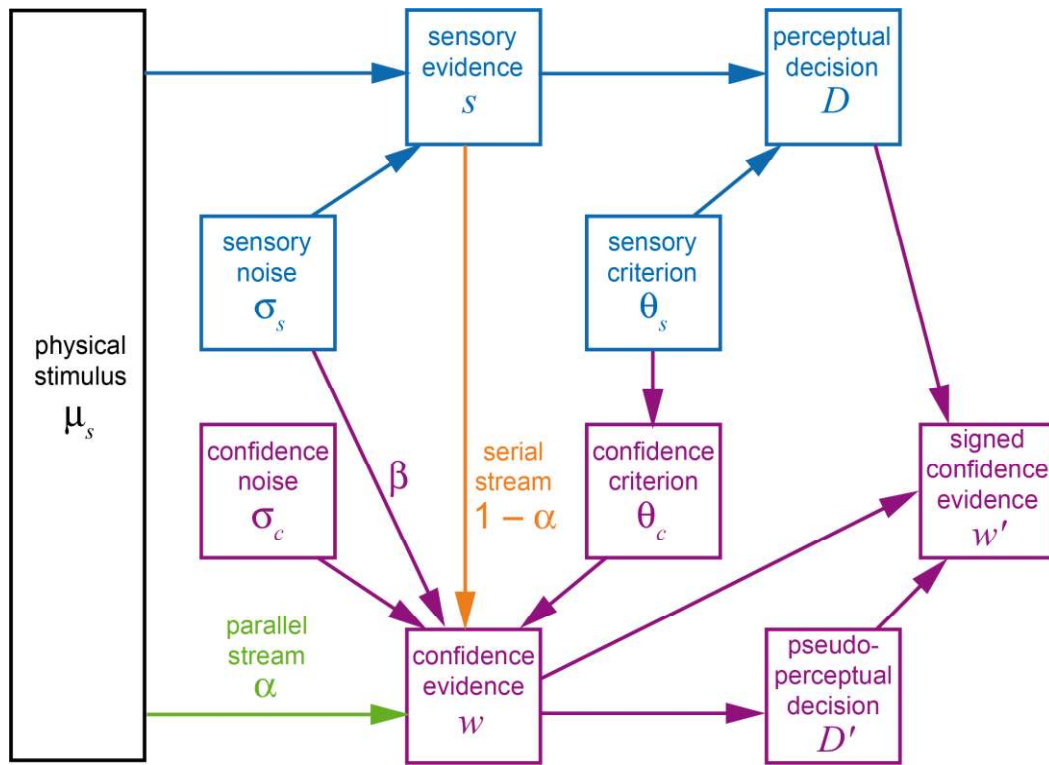 physical
stimulus
μs
sensory
evidence
s
perceptual
decision
D
sensory
noise
σs
sensory
criterion
θs
confidence
noise
σc
β
serial
stream
1 – α
confidence
criterion
θc
signed
confidence
evidence
w'
parallel
stream
α
confidence
evidence
w
pseudo-
perceptual
decision
D'